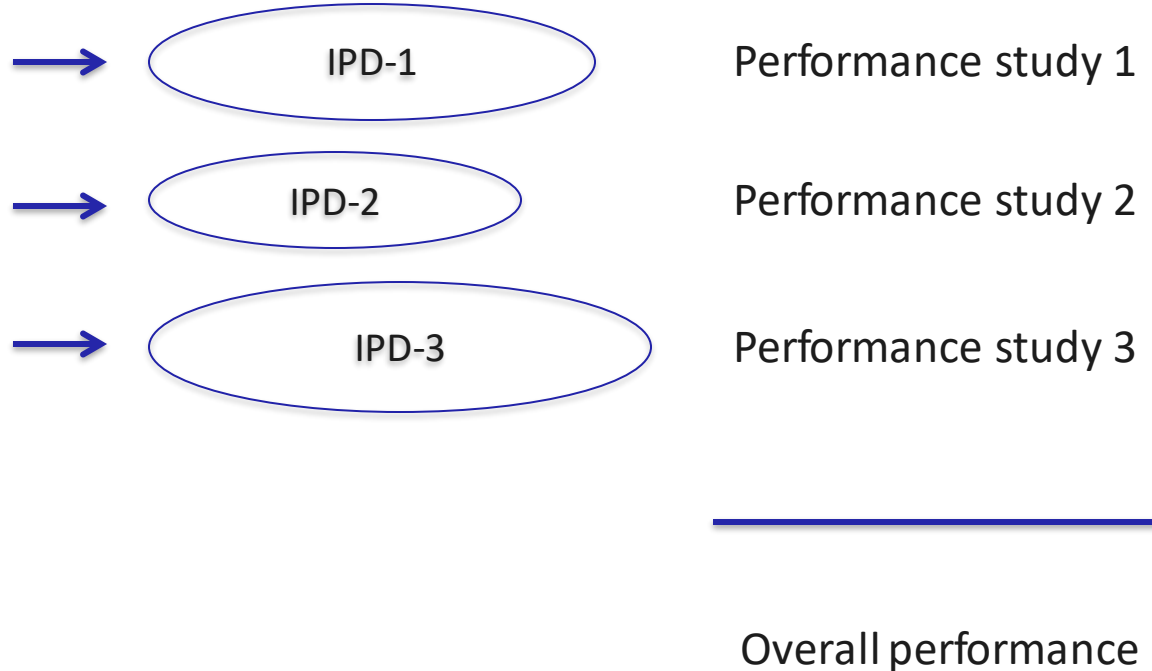 IPD-1 Performance study 1
IPD-2 Performance study 2
IPD-3 Performance study 3
Overall performance